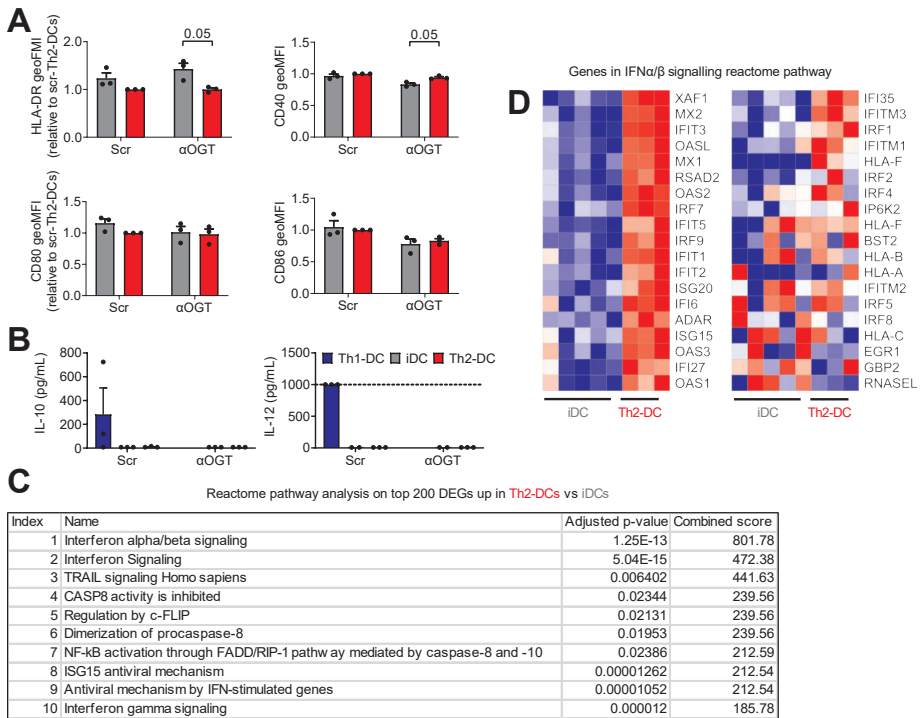 A
HLA-DR geoFMI
(relative to scr-Th2-DCs)
2.0
1.5
1.0
0.5
0.0
0.05
Scr
αOGT
CD40 geoMFI
2.0
1.5
1.0
0.5
0.0
0.05
Scr
αOGT
CD80 geoMFI
(relative to scr-Th2-DCs)
1.5
1.0
0.5
0.0
Scr
αOGT
CD86 geoMFI
1.5
1.0
0.5
0.0
Scr
αOGT
B
IL-10 (pg/mL)
800
600
400
200
0
Scr
αOGT
IL-12 (pg/mL)
1500
1000
500
0
Th1-DC
iDC
Th2-DC
Scr
αOGT
D
Genes in IFNα/β signalling reactome pathway
XAF1
MX2
IFIT3
OASL
MX1
RSAD2
OAS2
IRF7
IFIT5
IRF9
IFIT1
IFIT2
ISG20
IFI6
ADAR
ISG15
OAS3
IFI27
OAS1
iDC
Th2-DC
IFI35
IFITM3
IRF1
IFITM1
HLA-F
IRF2
IRF4
IP6K2
HLA-F
BST2
HLA-B
HLA-A
IFITM2
IRF5
IRF8
HLA-C
EGR1
GBP2
RNASEL
iDC
Th2-DC
C
Reactome pathway analysis on top 200 DEGs up in Th2-DCs vs iDCs
Index Name Adjusted p-value Combined score
1 Interferon alpha/beta signaling 1.25E-13 801.78
2 Interferon Signaling 5.04E-15 472.38
3 TRAIL signaling Homo sapiens 0.006402 441.63
4 CASP8 activity is inhibited 0.02344 239.56
5 Regulation by c-FLIP 0.02131 239.56
6 Dimerization of procaspase-8 0.01953 239.56
7 NF-kB activation through FADD/RIP-1 pathway mediated by caspase-8 and -10 0.02386 212.59
8 ISG15 antiviral mechanism 0.00001262 212.54
9 Antiviral mechanism by IFN-stimulated genes 0.00001052 212.54
10 Interferon gamma signaling 0.000012 185.78